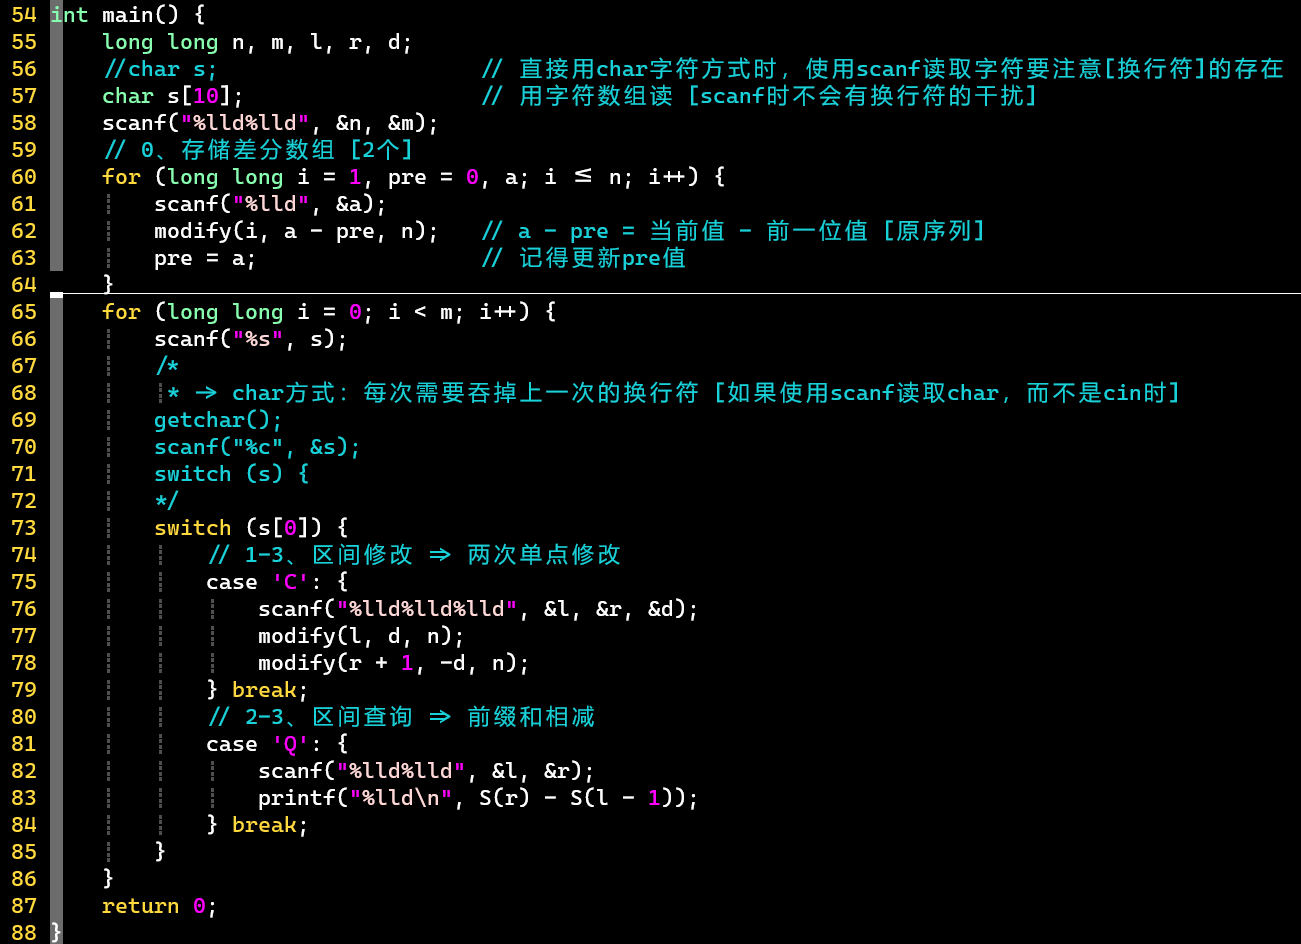 54 int main() {
55 long long n, m, l, r, d;
56 //char s; // 直接用char字符方式时，使用scanf读取字符要注意[换行符]的存在
57 char s[10]; // 用字符数组读 [scanf时不会有换行符的干扰]
58 scanf("%lld%lld", &n, &m);
59 // 0、存储差分数组 [2个]
60 for (long long i = 1, pre = 0, a; i <= n; i++) {
61 scanf("%lld", &a);
62 modify(i, a - pre, n); // a - pre = 当前值 - 前一位值 [原序列]
63 pre = a; // 记得更新pre值
64 }
65 for (long long i = 0; i < m; i++) {
66 scanf("%s", s);
67 /*
68 * -> char方式：每次需要吞掉上一次的换行符 [如果使用scanf读取char，而不是cin时]
69 getchar();
70 scanf("%c", &s);
71 switch (s) {
72 */
73 switch (s[0]) {
74 // 1-3、区间修改 => 两次单点修改
75 case 'C': {
76 scanf("%lld%lld%lld", &l, &r, &d);
77 modify(l, d, n);
78 modify(r + 1, -d, n);
79 } break;
80 // 2-3、区间查询 => 前缀和相减
81 case 'Q': {
82 scanf("%lld%lld", &l, &r);
83 printf("%lld\n", S(r) - S(l - 1));
84 } break;
85 }
86 }
87 return 0;
88 }